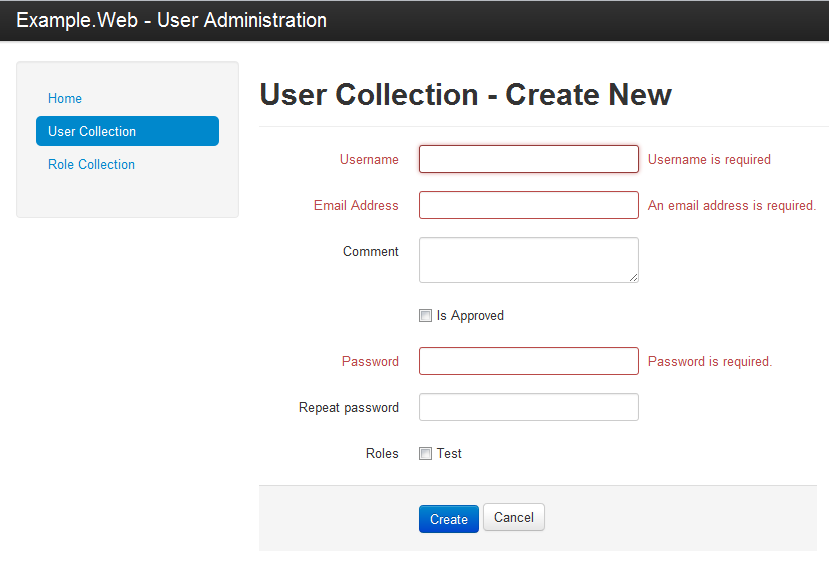 Example.Web - User Administration
Home
User Collection
Role Collection
User Collection - Create New
Username Username is required
Email Address An email address is required.
Comment
Is Approved
Password Password is required.
Repeat password
Roles Test
Create Cancel